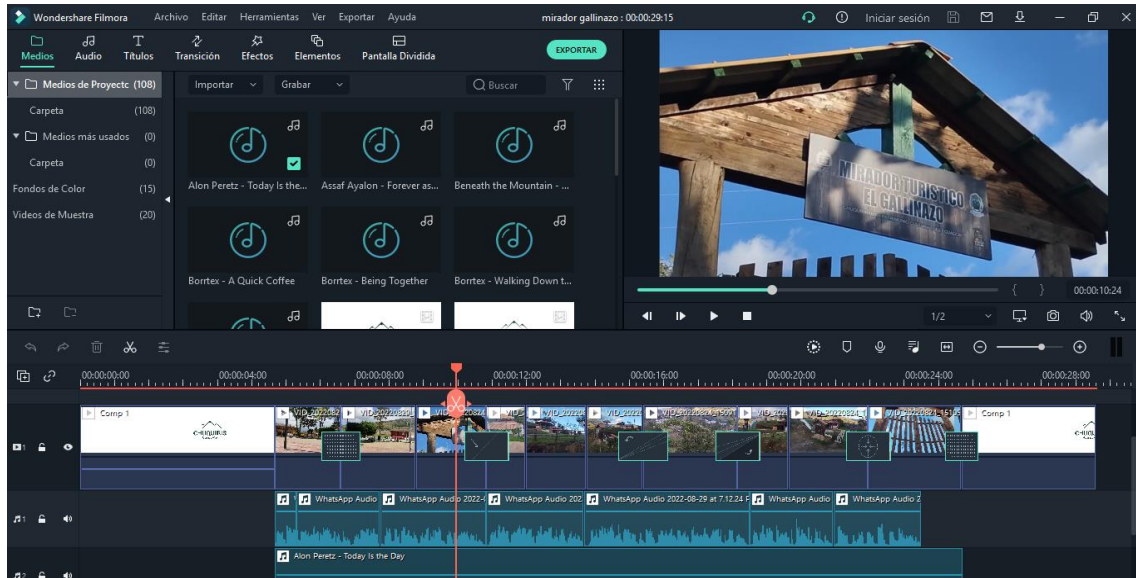 Wondershare Filmora Archivo Editar Herramientas Ver Exportar Ayuda mirador gallinazo : 00:00:29:15 Iniciar sesión
Medios Audio Títulos Transición Efectos Elementos Pantalla Dividida EXPORTAR
Medios de Proyectc (108) Importar Grabar Buscar
Carpeta (108)
Medios más usados (0)
Carpeta (0)
Fondos de Color (15)
Videos de Muestra (20)
Alon Peretz - Today Is the... Assaf Ayalon - Forever as... Beneath the Mountain - ...
Borrtex - A Quick Coffee Borrtex - Being Together Borrtex - Walking Down t...
MIRADOR TURISTICO
EL GALLINAZO
00:00:10:24
1/2
00:00:00:00 00:00:04:00 00:00:08:00 00:00:12:00 00:00:16:00 00:00:20:00 00:00:24:00 00:00:28:00
Comp 1 Comp 1
1
WhatsApp Audio WhatsApp Audio 2022- WhatsApp Audio 202 WhatsApp Audio 2022-08-29 at 7.12.24 P WhatsApp Audio WhatsApp Audio 2
1
Alon Peretz - Today Is the Day
2